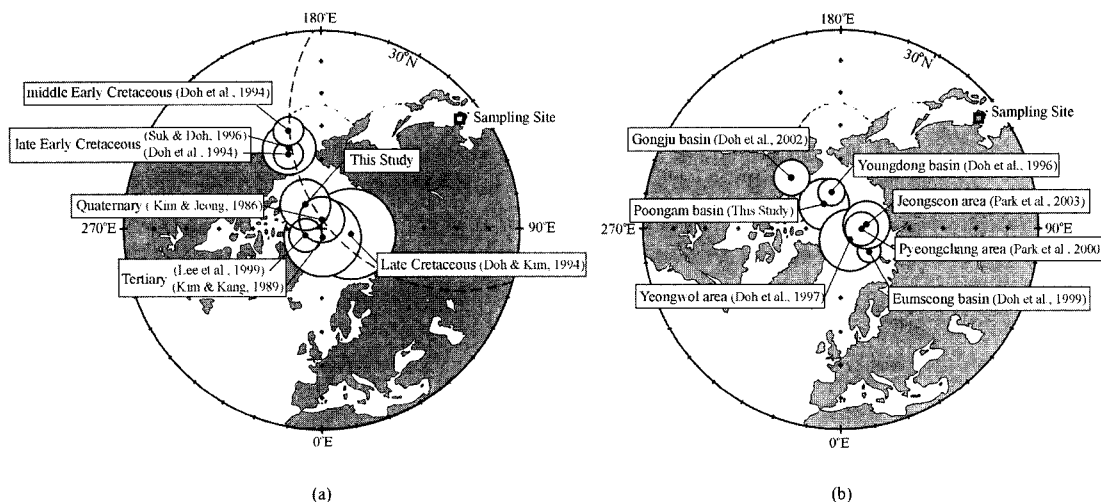 180°E
30°N
middle Early Cretaceous (Doh et al., 1994)
Sampling Site
late Early Cretaceous (Suk & Doh, 1996)
(Doh et al., 1994)
This Study
Quaternary (Kim & Jeong, 1986)
270°E
90°E
Tertiary (Lee et al., 1999)
(Kim & Kang, 1989)
Late Cretaceous (Doh & Kim, 1994)
0°E
(a)
180°E
30°N
Sampling Site
Gongju basin (Doh et al., 2002)
Youngdong basin (Doh et al., 1996)
Jeongseon area (Park et al., 2003)
Poongam basin (This Study)
270°E
90°E
Pyeongchang area (Park et al., 2000
Yeongwol area (Doh et al., 1997)
Eumseong basin (Doh et al., 1999)
0°E
(b)